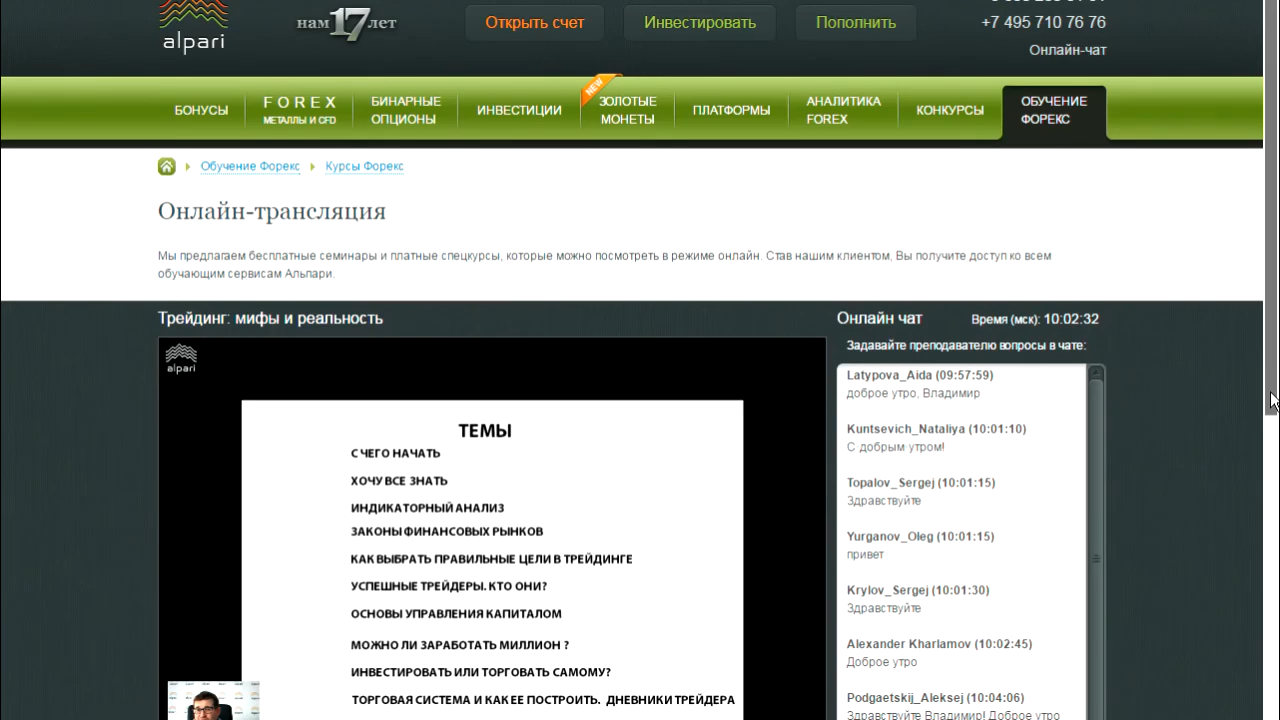 alpari
нам 17 лет
Открыть счет
Инвестировать
Пополнить
+7 495 710 76 76
Онлайн-чат
БОНУСЫ
FOREX
МЕТАЛЛЫ И CFD
БИНАРНЫЕ
ОПЦИОНЫ
ИНВЕСТИЦИИ
NEW
ЗОЛОТЫЕ
МОНЕТЫ
ПЛАТФОРМЫ
АНАЛИТИКА
FOREX
КОНКУРСЫ
ОБУЧЕНИЕ
ФОРЕКС
Обучение Форекс Курсы Форекс
Онлайн-трансляция
Мы предлагаем бесплатные семинары и платные спецкурсы, которые можно посмотреть в режиме онлайн. Став нашим клиентом, Вы получите доступ ко всем
обучающим сервисам Альпари.
Трейдинг: мифы и реальность
alpari
ТЕМЫ
С ЧЕГО НАЧАТЬ
ХОЧУ ВСЕ ЗНАТЬ
ИНДИКАТОРНЫЙ АНАЛИЗ
ЗАКОНЫ ФИНАНСОВЫХ РЫНКОВ
КАК ВЫБРАТЬ ПРАВИЛЬНЫЕ ЦЕЛИ В ТРЕЙДИНГЕ
УСПЕШНЫЕ ТРЕЙДЕРЫ. КТО ОНИ?
ОСНОВЫ УПРАВЛЕНИЯ КАПИТАЛОМ
МОЖНО ЛИ ЗАРАБОТАТЬ МИЛЛИОН ?
ИНВЕСТИРОВАТЬ ИЛИ ТОРГОВАТЬ САМОМУ?
ТОРГОВАЯ СИСТЕМА И КАК ЕЕ ПОСТРОИТЬ. ДНЕВНИКИ ТРЕЙДЕРА
Онлайн чат
Время (мск): 10:02:32
Задавайте преподавателю вопросы в чате:
Latypova_Aida (09:57:59)
доброе утро, Владимир
Kuntsevich_Nataliya (10:01:10)
С добрым утром!
Topalov_Sergej (10:01:15)
Здравствуйте
Yurganov_Oleg (10:01:15)
привет
Krylov_Sergej (10:01:30)
Здравствуйте
Alexander Kharlamov (10:02:45)
Доброе утро
Podgaetskij_Aleksej (10:04:06)
Здравствуйте Владимир! Доброе утро